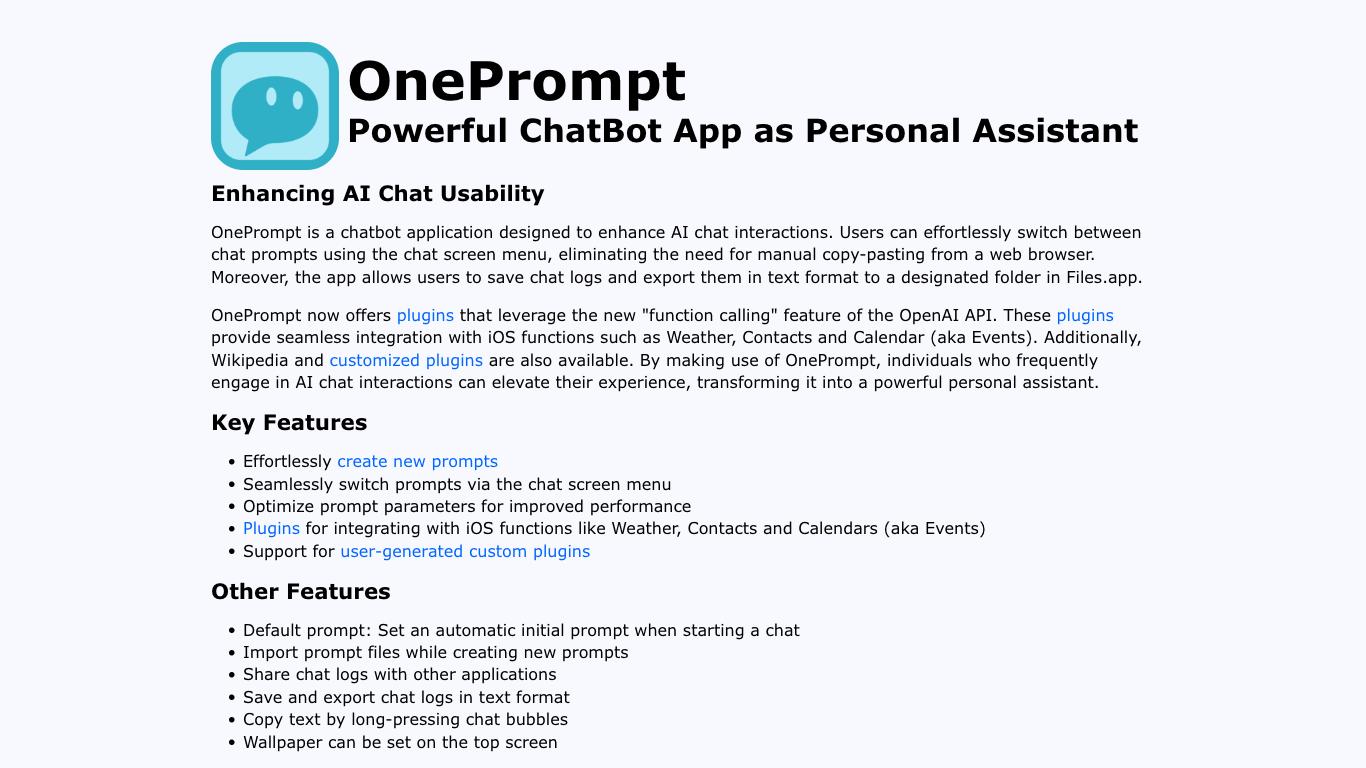 OnePrompt
Powerful ChatBot App as Personal Assistant
Enhancing AI Chat Usability
OnePrompt is a chatbot application designed to enhance AI chat interactions. Users can effortlessly switch between
chat prompts using the chat screen menu, eliminating the need for manual copy-pasting from a web browser.
Moreover, the app allows users to save chat logs and export them in text format to a designated folder in Files.app.
OnePrompt now offers plugins that leverage the new "function calling" feature of the OpenAI API. These plugins
provide seamless integration with iOS functions such as Weather, Contacts and Calendar (aka Events). Additionally,
Wikipedia and customized plugins are also available. By making use of OnePrompt, individuals who frequently
engage in AI chat interactions can elevate their experience, transforming it into a powerful personal assistant.
Key Features
• Effortlessly create new prompts
• Seamlessly switch prompts via the chat screen menu
• Optimize prompt parameters for improved performance
• Plugins for integrating with iOS functions like Weather, Contacts and Calendars (aka Events)
• Support for user-generated custom plugins
Other Features
• Default prompt: Set an automatic initial prompt when starting a chat
• Import prompt files while creating new prompts
• Share chat logs with other applications
• Save and export chat logs in text format
• Copy text by long-pressing chat bubbles
• Wallpaper can be set on the top screen